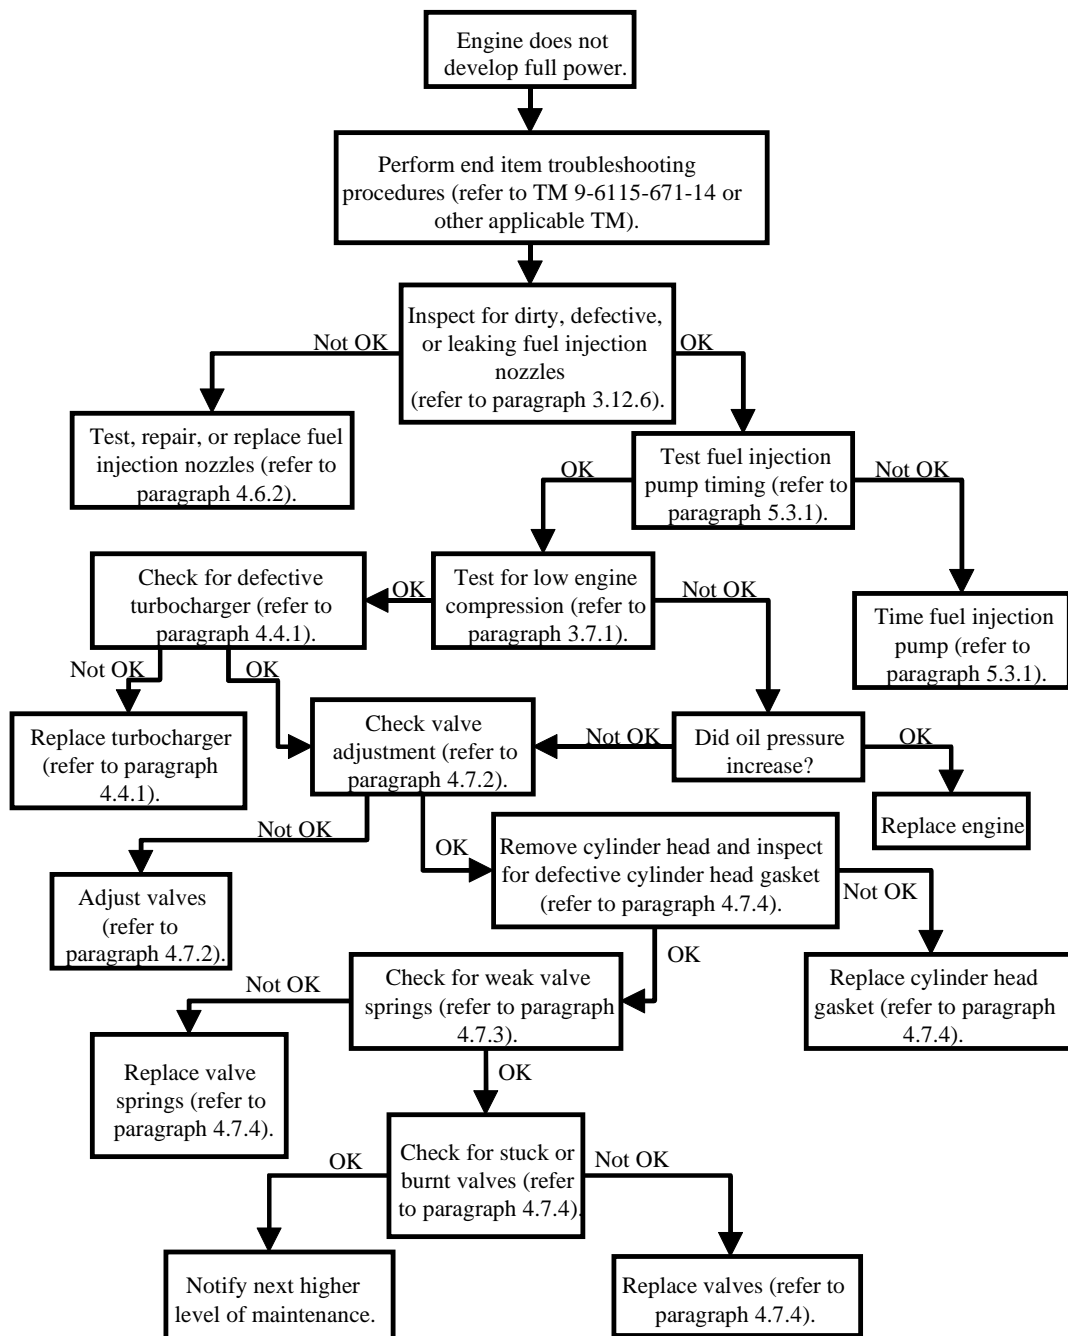 Engine does not
develop full power.
Perform end item troubleshooting
procedures (refer to TM 9-6115-671-14 or
other applicable TM).
Inspect for dirty, defective,
or leaking fuel injection
nozzles
(refer to paragraph 3.12.6).
Not OK
OK
Test, repair, or replace fuel
injection nozzles (refer to
paragraph 4.6.2).
Test fuel injection
pump timing (refer to
paragraph 5.3.1).
OK
Not OK
Check for defective
turbocharger (refer to
paragraph 4.4.1).
OK
Test for low engine
compression (refer to
paragraph 3.7.1).
Not OK
Time fuel injection
pump (refer to
paragraph 5.3.1).
Not OK
OK
Replace turbocharger
(refer to paragraph
4.4.1).
Check valve
adjustment (refer to
paragraph 4.7.2).
Not OK
Did oil pressure
increase?
OK
Replace engine
Not OK
OK
Remove cylinder head and inspect
for defective cylinder head gasket
(refer to paragraph 4.7.4).
Not OK
Adjust valves
(refer to
paragraph 4.7.2).
OK
Not OK
Check for weak valve
springs (refer to paragraph
4.7.3).
Replace cylinder head
gasket (refer to paragraph
4.7.4).
Replace valve
springs (refer to
paragraph 4.7.4).
OK
OK
Check for stuck or
burnt valves (refer
to paragraph 4.7.4).
Not OK
Notify next higher
level of maintenance.
Replace valves (refer to
paragraph 4.7.4).